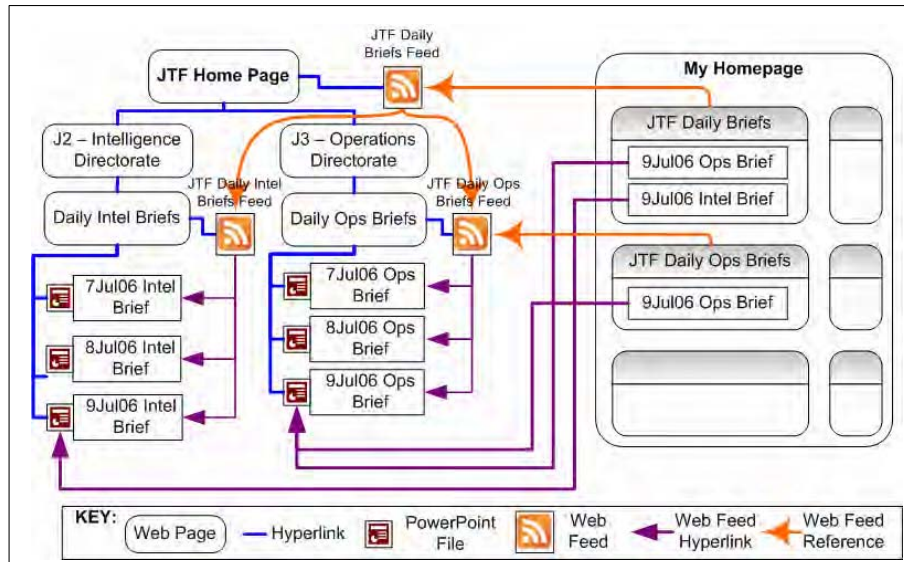 JTF Daily
Briefs Feed
JTF Home Page
J2 – Intelligence
Directorate
J3 – Operations
Directorate
JTF Daily Intel
Briefs Feed
JTF Daily Ops
Briefs Feed
Daily Intel Briefs
Daily Ops Briefs
7Jul06 Intel
Brief
8Jul06 Intel
Brief
9Jul06 Intel
Brief
7Jul06 Ops
Brief
8Jul06 Ops
Brief
9Jul06 Ops
Brief
My Homepage
JTF Daily Briefs
9Jul06 Ops Brief
9Jul06 Intel Brief
JTF Daily Ops Briefs
9Jul06 Ops Brief
KEY:
Web Page
Hyperlink
PowerPoint
File
Web
Feed
Web Feed
Hyperlink
Web Feed
Reference